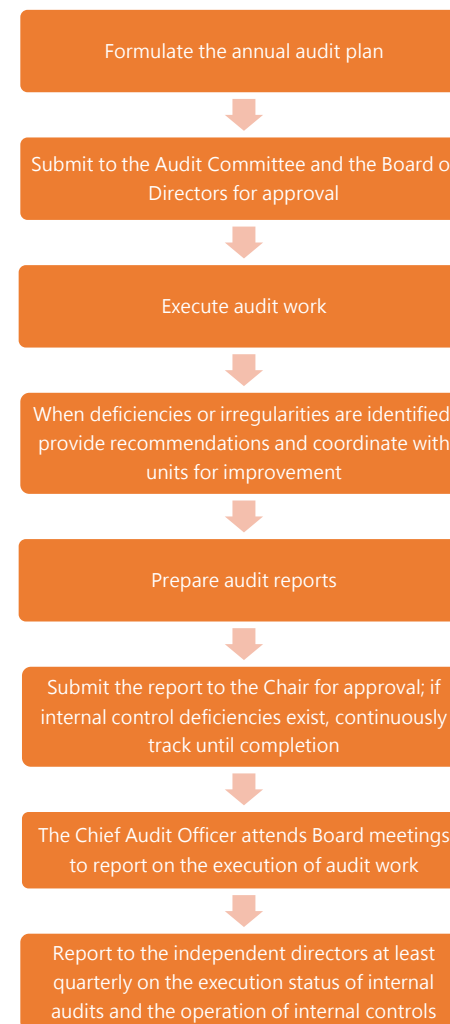 Formulate the annual audit plan
Submit to the Audit Committee and the Board o
Directors for approval
Execute audit work
When deficiencies or irregularities are identified
provide recommendations and coordinate with
units for improvement
Prepare audit reports
Submit the report to the Chair for approval; if
internal control deficiencies exist, continuously
track until completion
The Chief Audit Officer attends Board meetings
to report on the execution of audit work
Report to the independent directors at least
quarterly on the execution status of internal
audits and the operation of internal controls